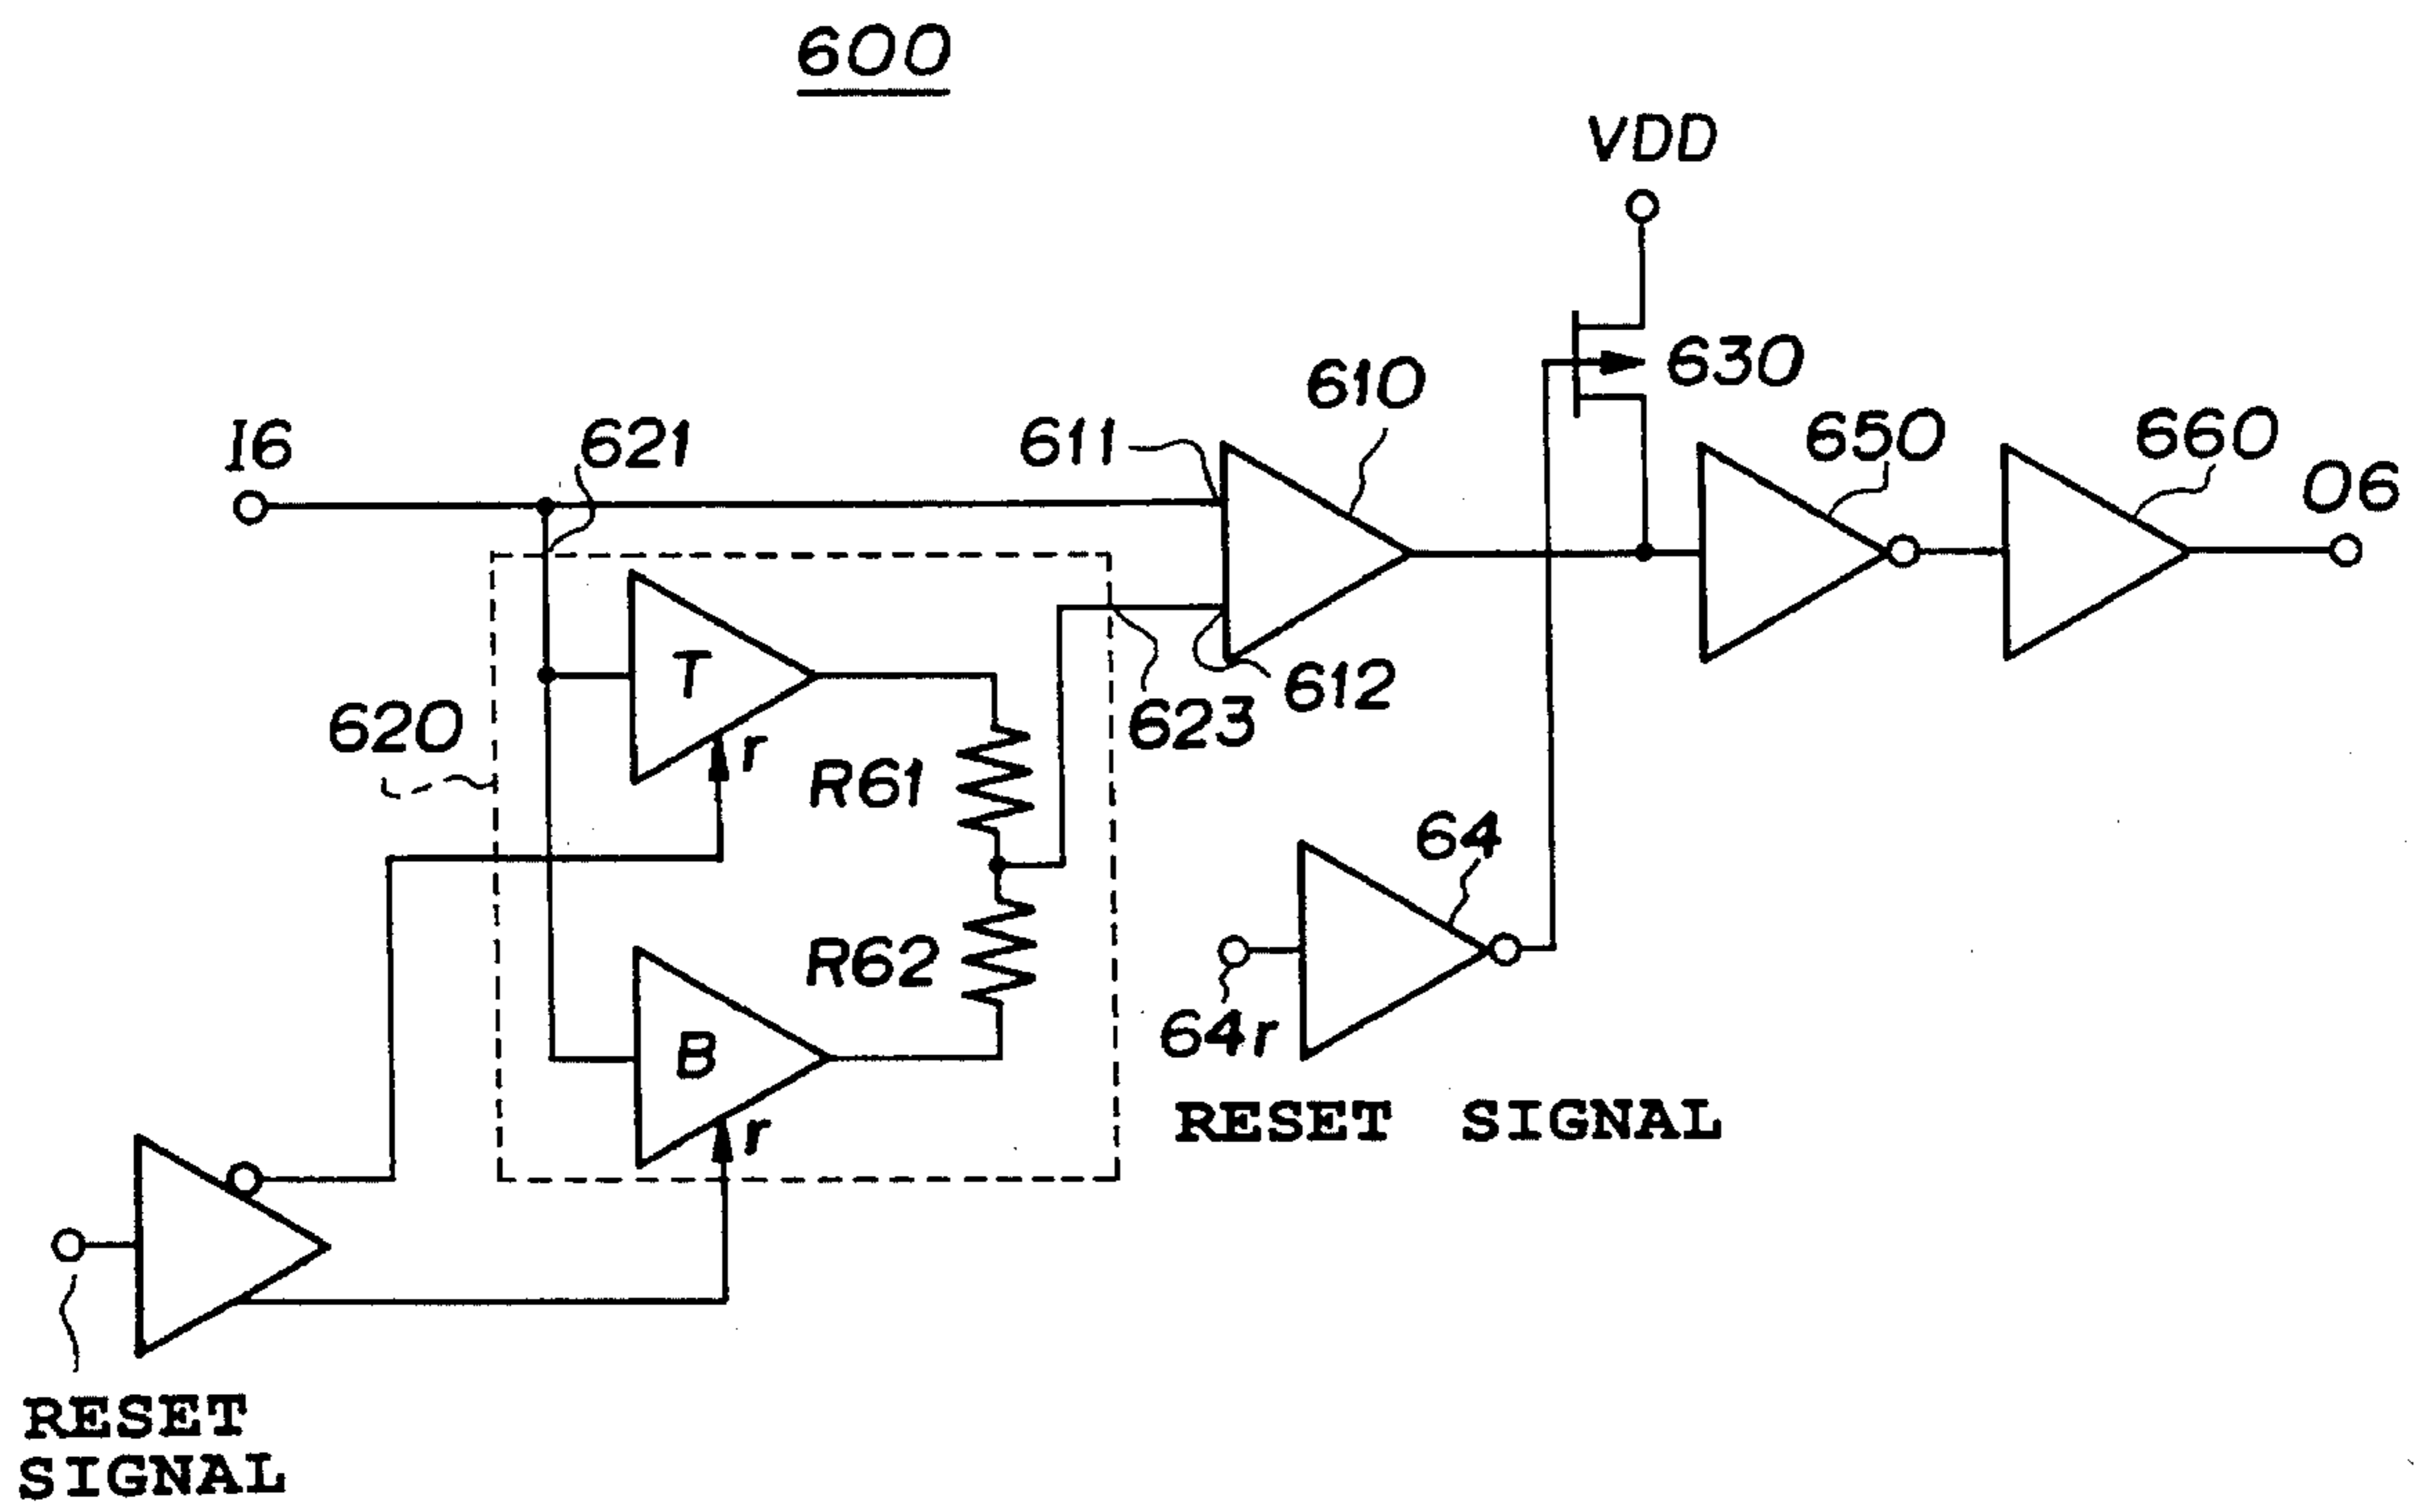 600
VDD
630
610
611
621
I6
650
660
O6
T
r
620
612
623
R61
64
R62
64r
B
r
RESET SIGNAL
RESET
SIGNAL